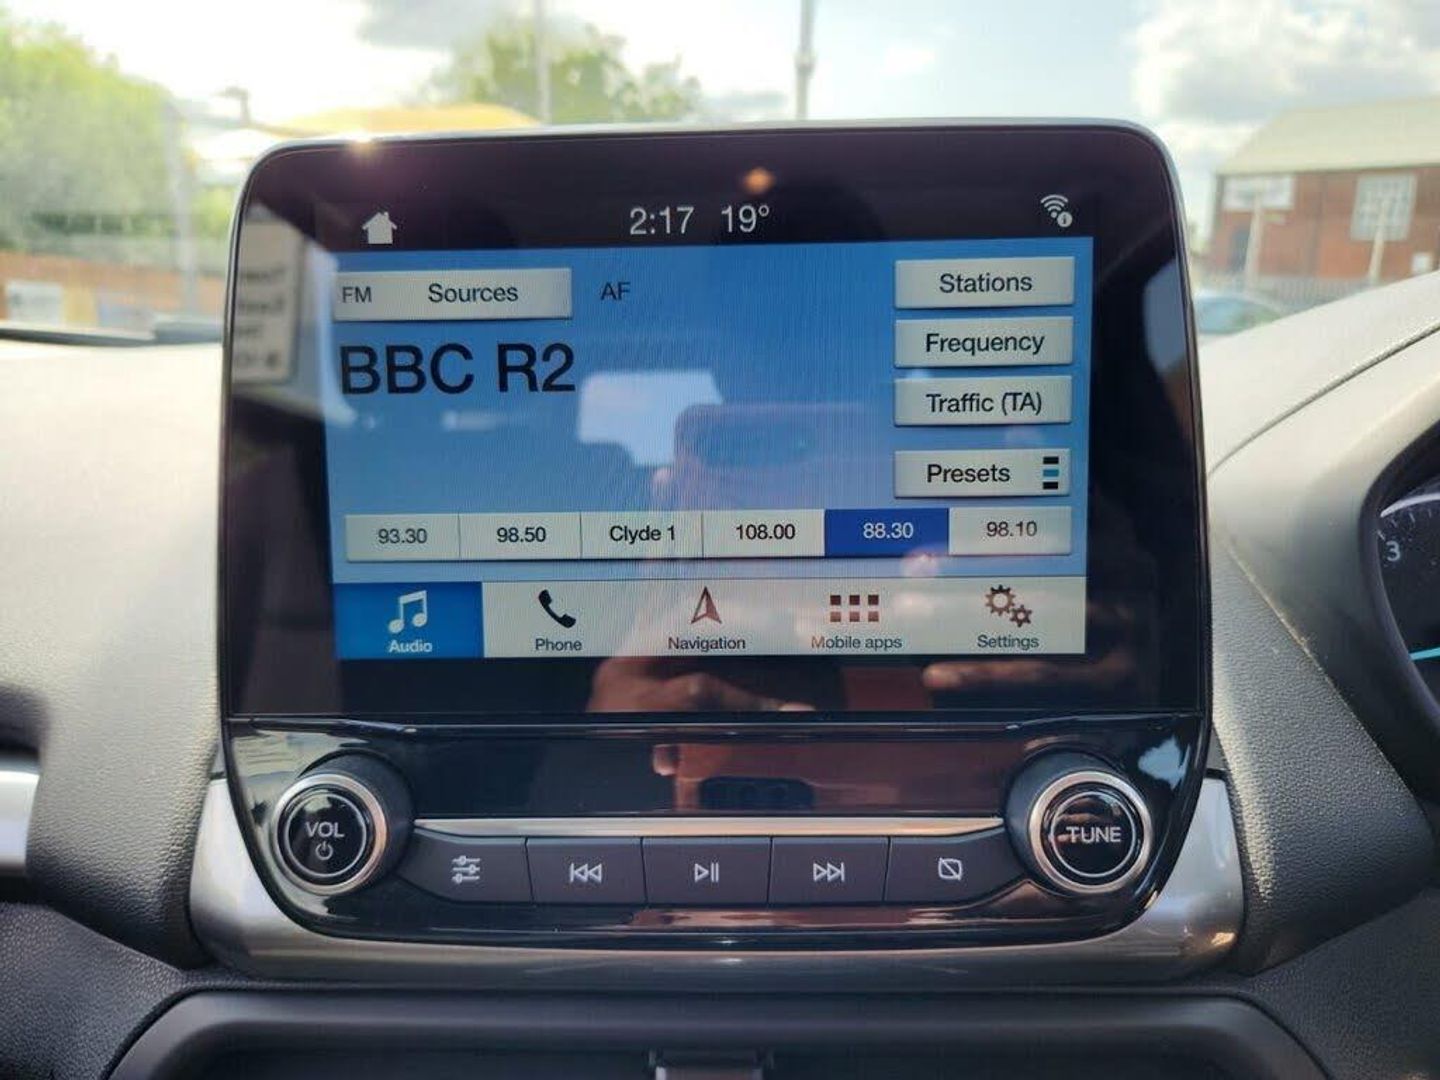 2:17 19°
FM Sources AF
Stations
BBC R2
Frequency
Traffic (TA)
Presets
93.30 98.50 Clyde 1 108.00 88.30 98.10
Audio Phone Navigation Mobile apps Settings
VOL
TUNE
3